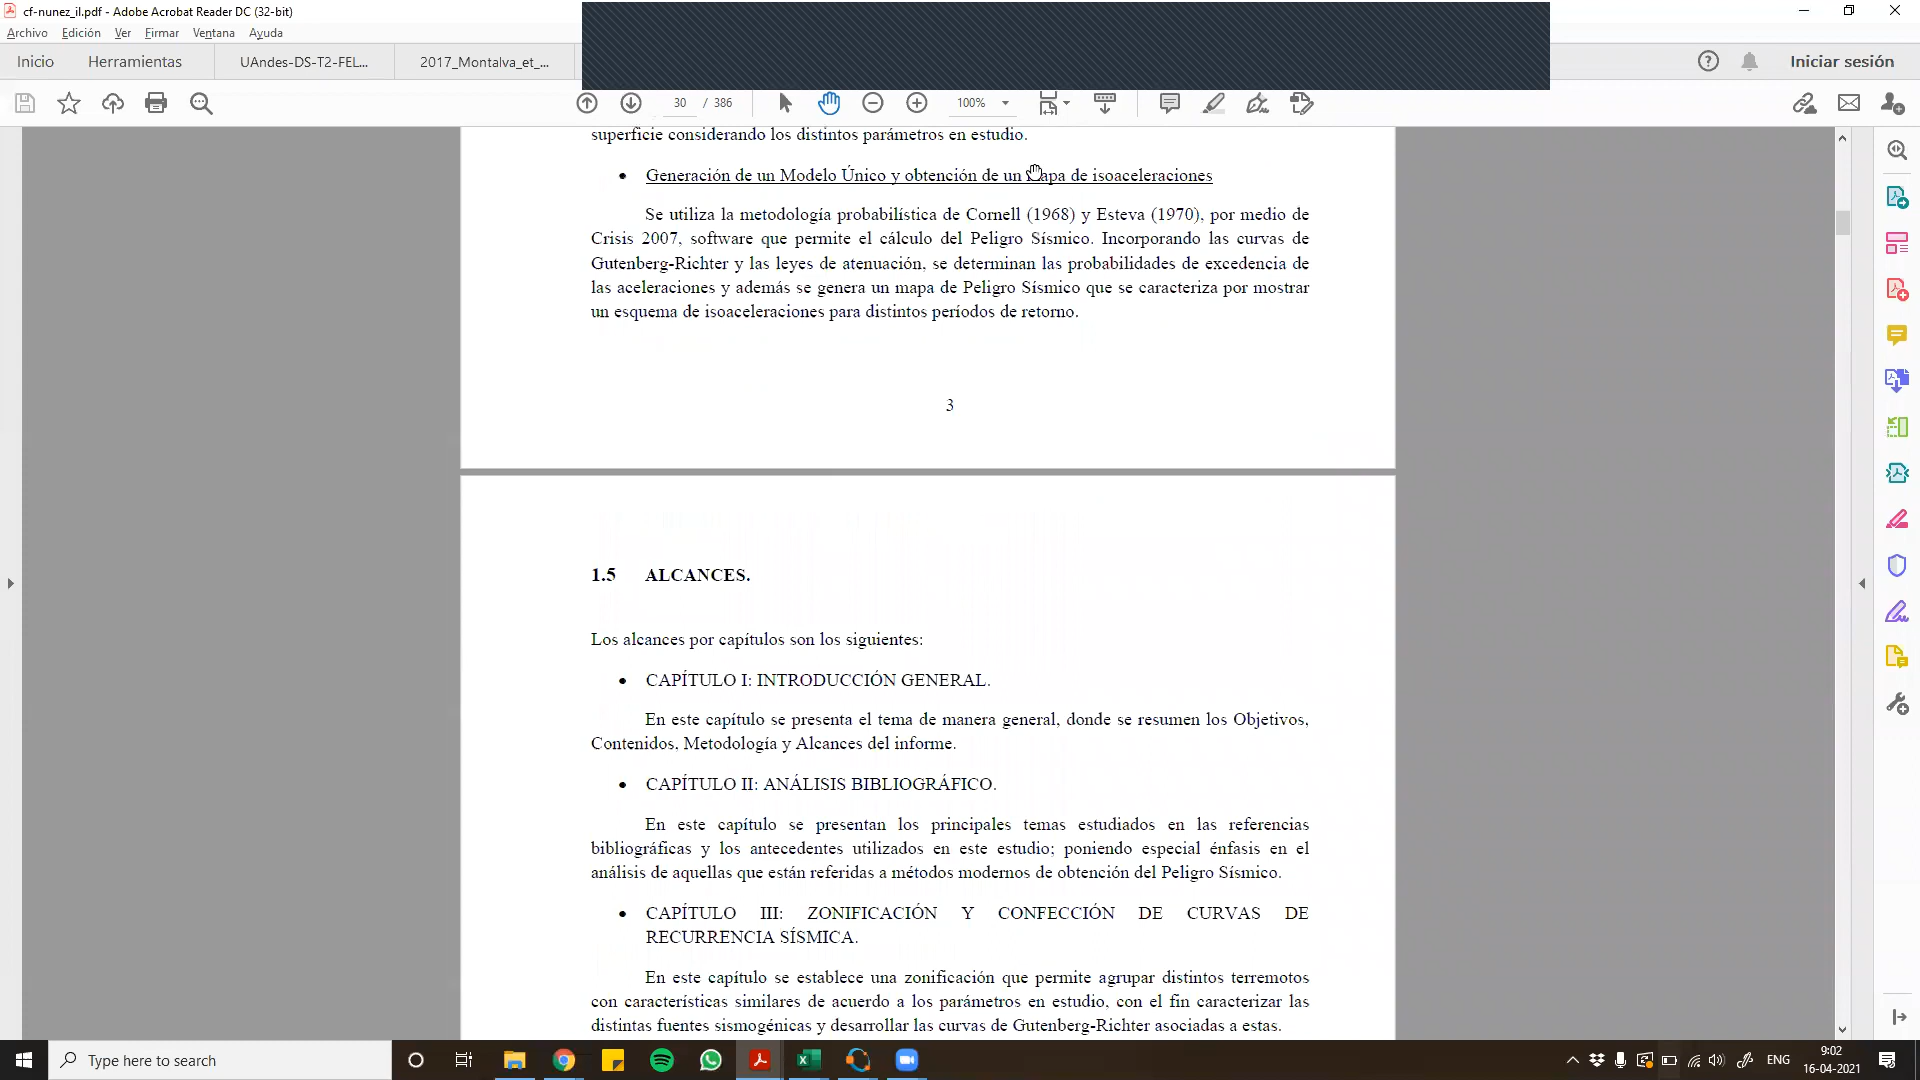 cf-nunez_il.pdf - Adobe Acrobat Reader DC (32-bit)
Archivo Edición Ver Firmar Ventana Ayuda
Inicio Herramientas UAndes-DS-T2-FEL... 2017_Montalva_et_... Iniciar sesión
30 / 386 100%
superficie considerando los distintos parámetros en estudio.
• Generación de un Modelo Único y obtención de un mapa de isoaceleraciones
Se utiliza la metodología probabilística de Cornell (1968) y Esteva (1970), por medio de
Crisis 2007, software que permite el cálculo del Peligro Sísmico. Incorporando las curvas de
Gutenberg-Richter y las leyes de atenuación, se determinan las probabilidades de excedencia de
las aceleraciones y además se genera un mapa de Peligro Sísmico que se caracteriza por mostrar
un esquema de isoaceleraciones para distintos períodos de retorno.
3
1.5 ALCANCES.
Los alcances por capítulos son los siguientes:
• CAPÍTULO I: INTRODUCCIÓN GENERAL.
En este capítulo se presenta el tema de manera general, donde se resumen los Objetivos,
Contenidos, Metodología y Alcances del informe.
• CAPÍTULO II: ANÁLISIS BIBLIOGRÁFICO.
En este capítulo se presentan los principales temas estudiados en las referencias
bibliográficas y los antecedentes utilizados en este estudio; poniendo especial énfasis en el
análisis de aquellas que están referidas a métodos modernos de obtención del Peligro Sísmico.
• CAPÍTULO III: ZONIFICACIÓN Y CONFECCIÓN DE CURVAS DE
RECURRENCIA SÍSMICA.
En este capítulo se establece una zonificación que permite agrupar distintos terremotos
con características similares de acuerdo a los parámetros en estudio, con el fin caracterizar las
distintas fuentes sismogénicas y desarrollar las curvas de Gutenberg-Richter asociadas a estas.
Type here to search
ENG
9:02
16-04-2021